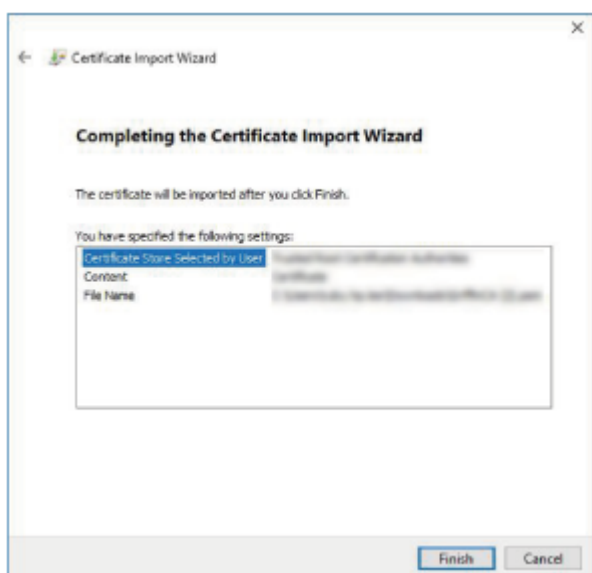 Certificate Import Wizard
Completing the Certificate Import Wizard
The certificate will be imported after you click Finish.
You have specified the following settings:
Certificate Store Selected by User
Content
File Name
Finish Cancel